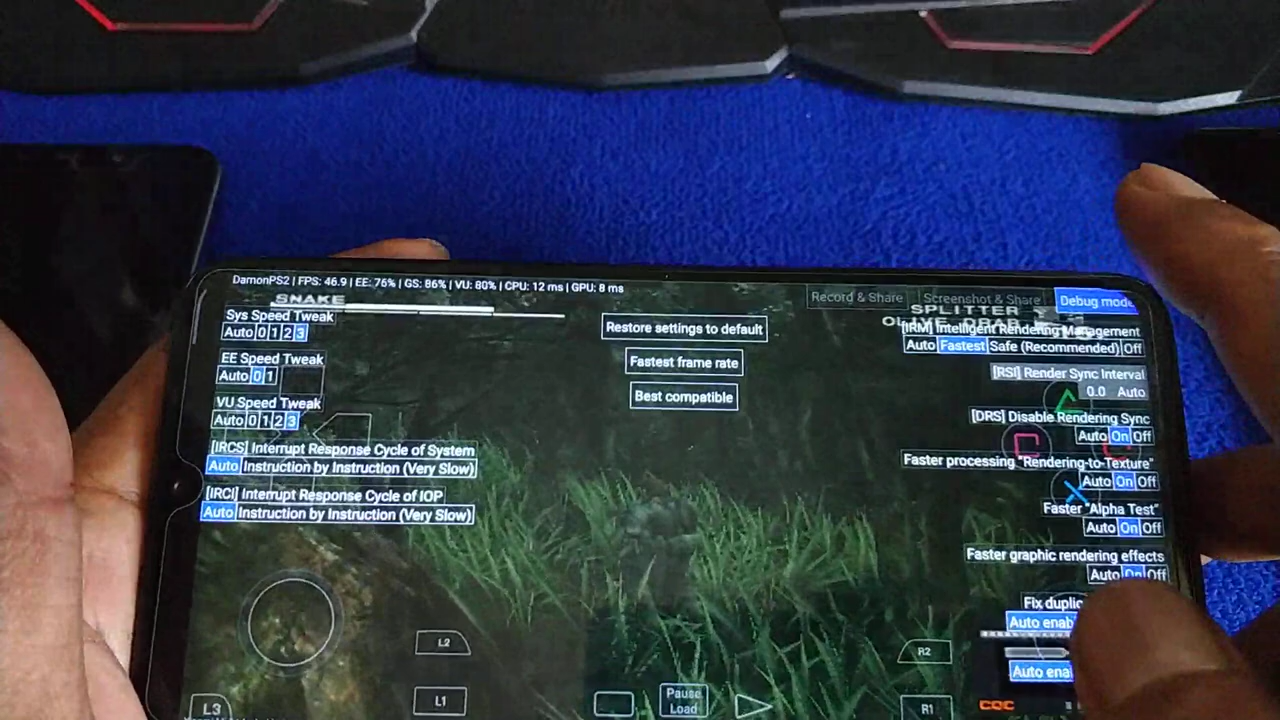 DamonPS2 | FPS: 46.9 | EE: 76% | GS: 86% | VU: 80% | CPU: 12 ms | GPU: 8 ms
SNAKE
Record & Share
Screenshot & Share
Debug mode
SPLITTER
Sys Speed Tweak
Auto 0 1 2 3
EE Speed Tweak
Auto 0 1
VU Speed Tweak
Auto 0 1 2 3
[IRCS] Interrupt Response Cycle of System
Auto Instruction by Instruction (Very Slow)
[IRCI] Interrupt Response Cycle of IOP
Auto Instruction by Instruction (Very Slow)
Restore settings to default
Fastest frame rate
Best compatible
[IRM] Intelligent Rendering Management
Auto Fastest Safe (Recommended) Off
[RSI] Render Sync Interval
0.0 Auto
[DRS] Disable Rendering Sync
Auto On Off
Faster processing "Rendering-to-Texture"
Auto On Off
Faster "Alpha Test"
Auto On Off
Faster graphic rendering effects
Auto On Off
Fix
Auto
Auto
L2
R2
L3
L1
Pause
Load
R1
CQC